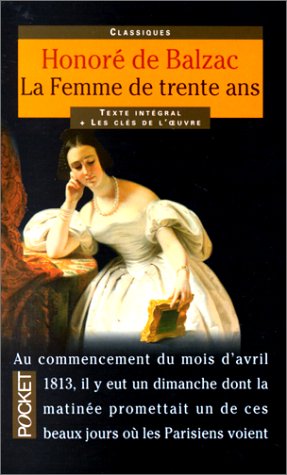 CLASSIQUES
Honoré de Balzac
La Femme de trente ans
TEXTE INTÉGRAL
+ LES CLÉS DE L'ŒUVRE
POCKET
Au commencement du mois d'avril
1813, il y eut un dimanche dont la
matinée promettait un de ces
beaux jours où les Parisiens voient